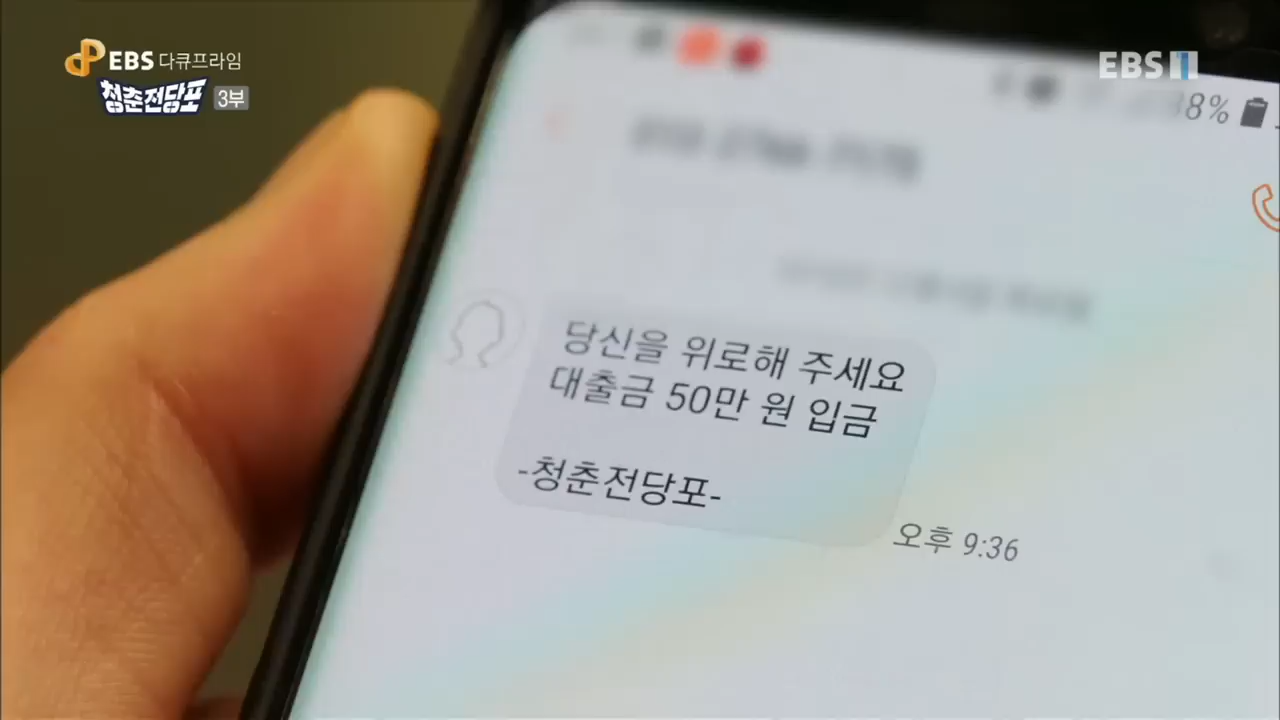 EBS 다큐프라임
청춘전당포 3부
EBS 1
8%
당신을 위로해 주세요
대출금 50만 원 입금
-청춘전당포-
오후 9:36